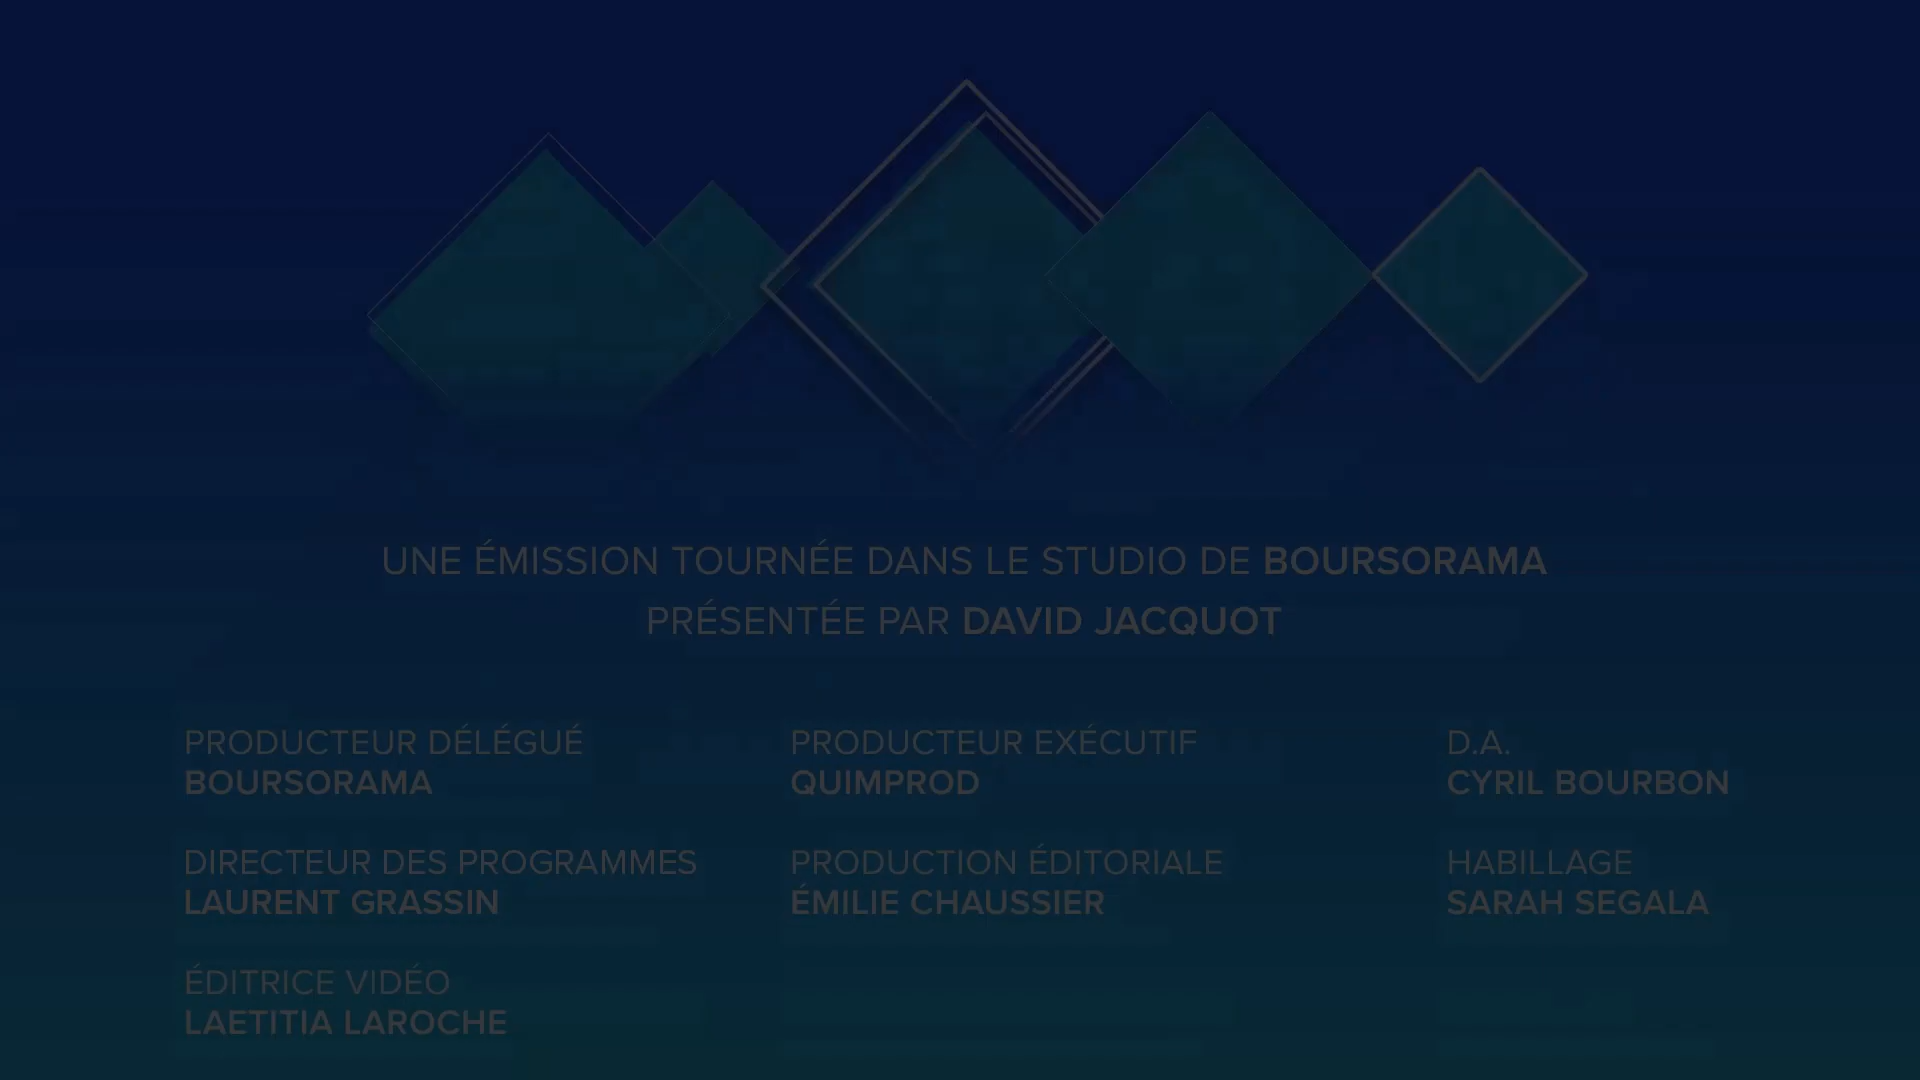 UNE ÉMISSION TOURNÉE DANS LE STUDIO DE BOURSORAMA
PRÉSENTÉE PAR DAVID JACQUOT
PRODUCTEUR DÉLÉGUÉ
BOURSORAMA
DIRECTEUR DES PROGRAMMES
LAURENT GRASSIN
ÉDITRICE VIDÉO
LAETITIA LAROCHE
PRODUCTEUR EXÉCUTIF
QUIMPROD
PRODUCTION ÉDITORIALE
ÉMILIE CHAUSSIER
D.A.
CYRIL BOURBON
HABILLAGE
SARAH SEGALA